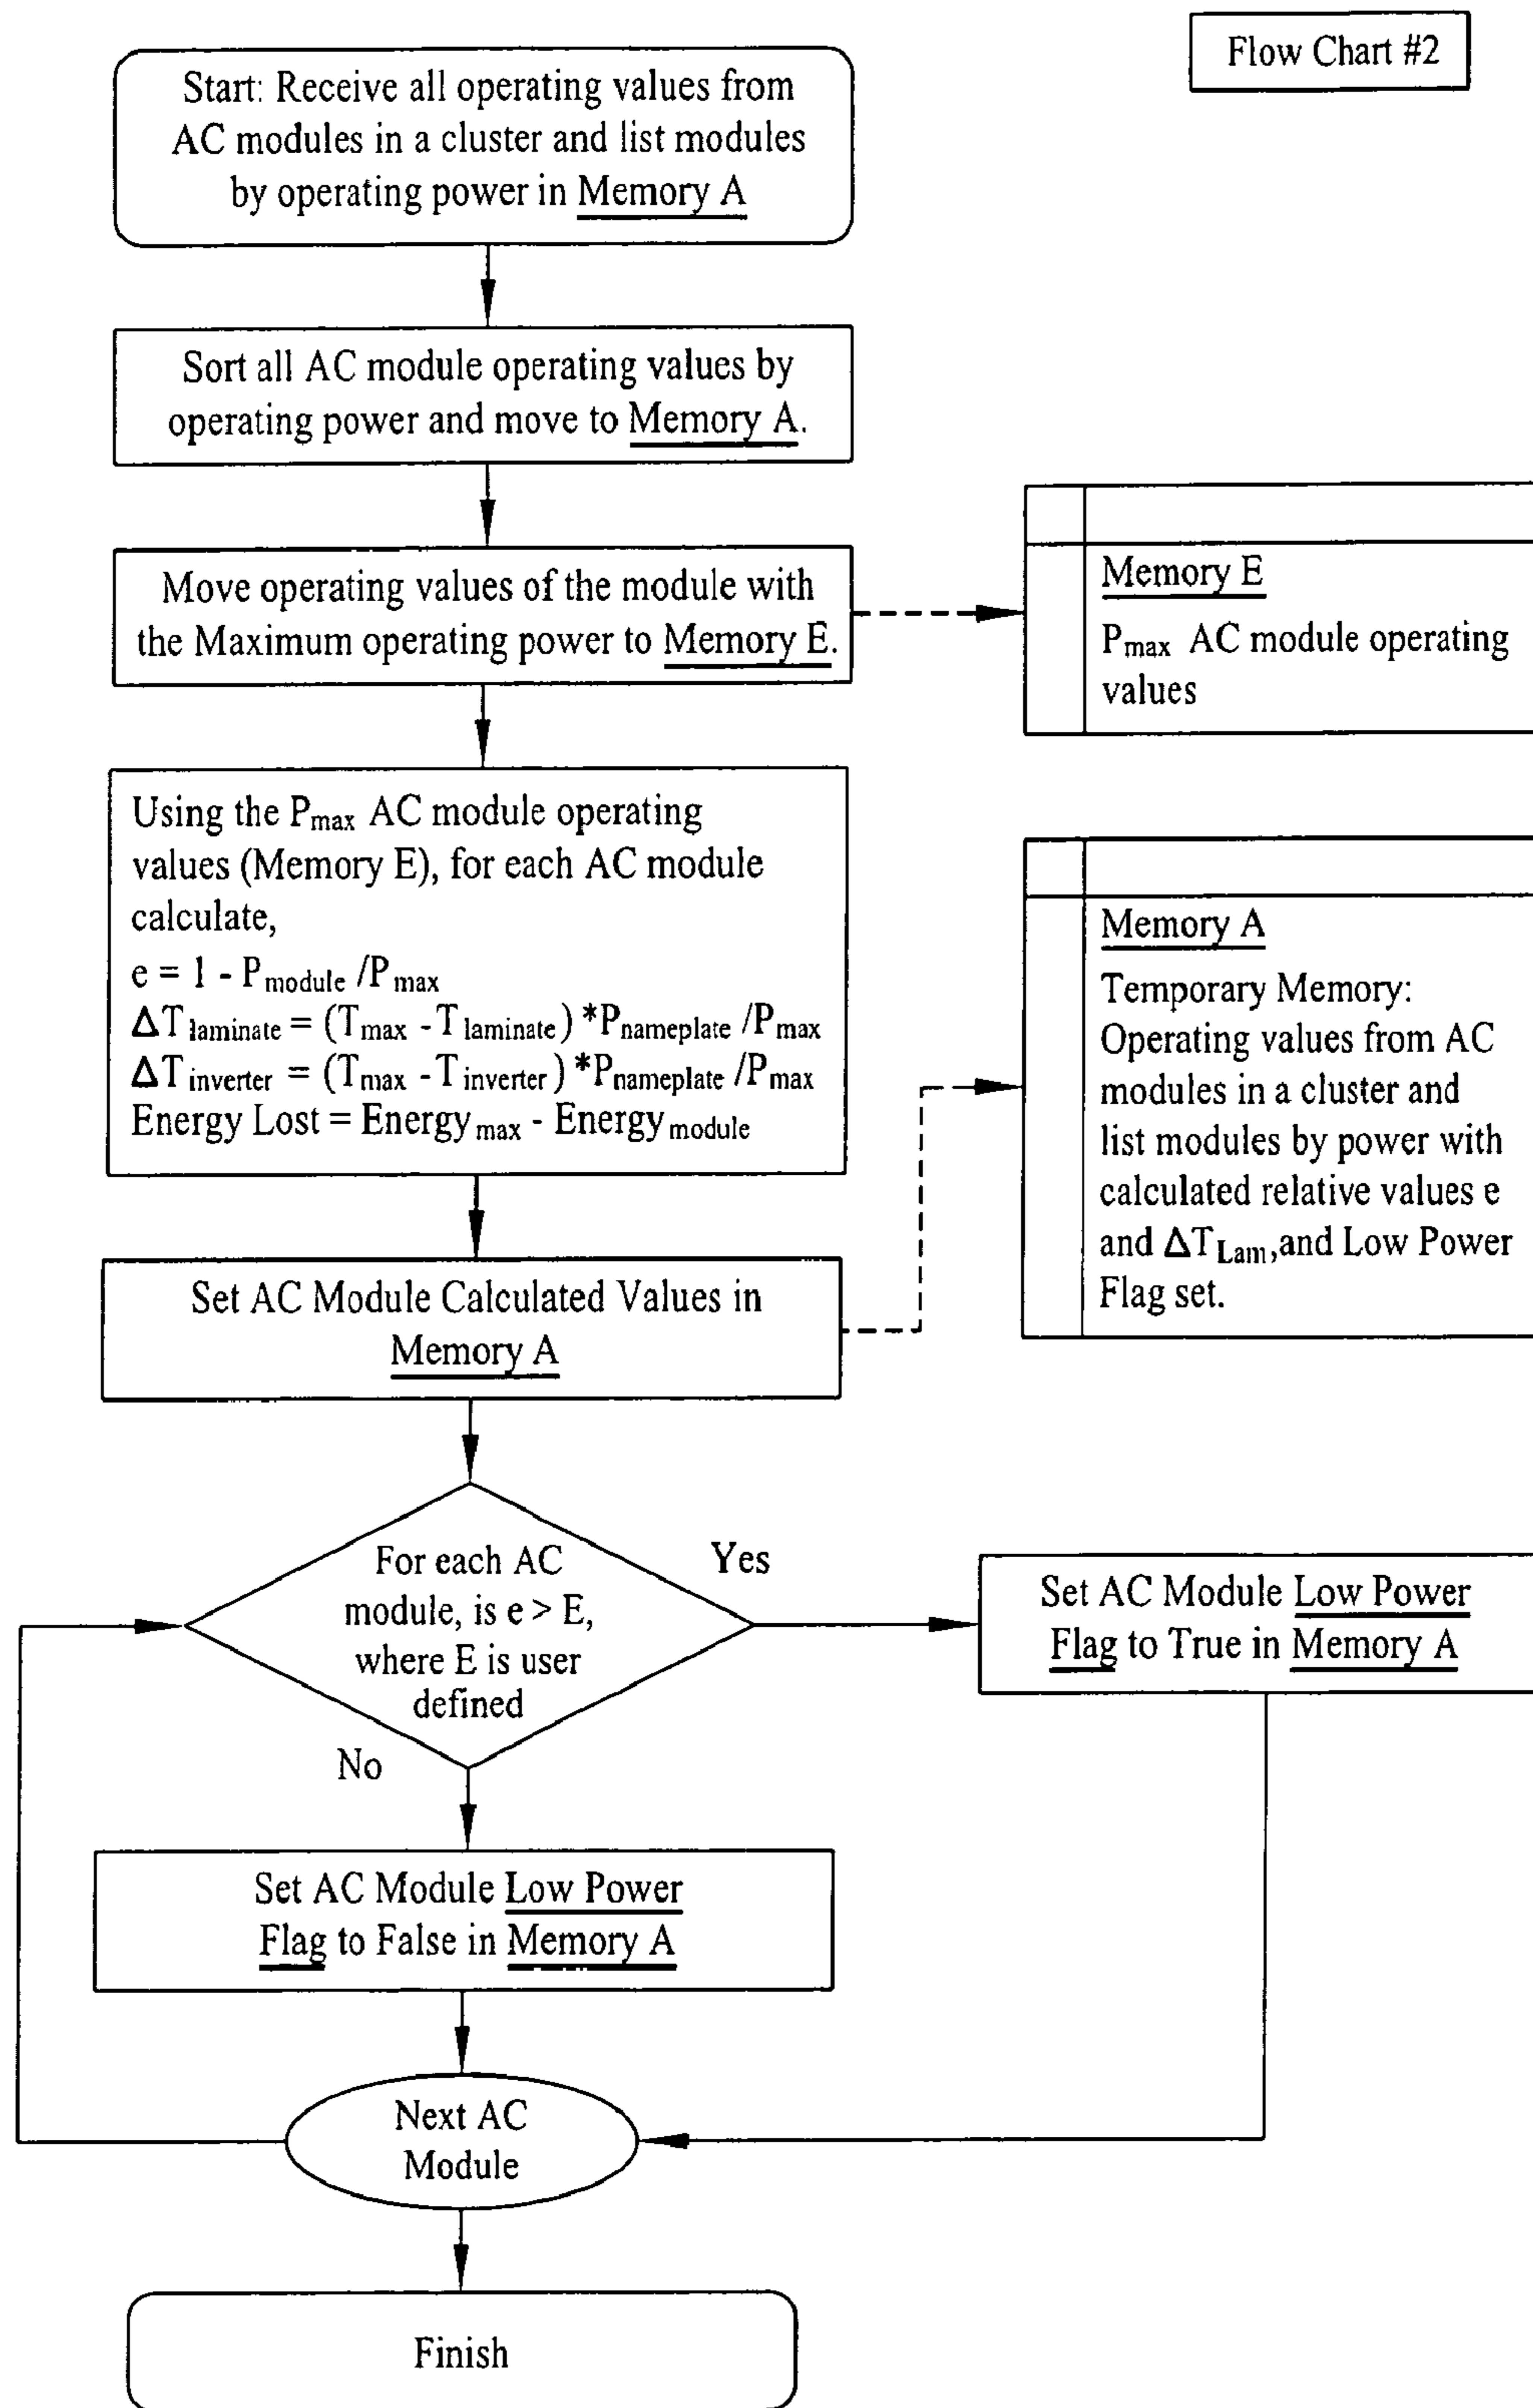 Flow Chart #2
Start: Receive all operating values from
AC modules in a cluster and list modules
by operating power in Memory A
Sort all AC module operating values by
operating power and move to Memory A.
Move operating values of the module with
the Maximum operating power to Memory E.
Memory E
Pmax AC module operating
values
Using the Pmax AC module operating
values (Memory E), for each AC module
calculate,
e = 1 - Pmodule /Pmax
ΔTlaminate = (Tmax -Tlaminate) *Pnameplate /Pmax
ΔTinverter = (Tmax -Tinverter) *Pnameplate /Pmax
Energy Lost = Energymax - Energymodule
Memory A
Temporary Memory:
Operating values from AC
modules in a cluster and
list modules by power with
calculated relative values e
and ΔTLam,and Low Power
Flag set.
Set AC Module Calculated Values in
Memory A
For each AC
module, is e > E,
where E is user
defined
Yes
Set AC Module Low Power
Flag to True in Memory A
No
Set AC Module Low Power
Flag to False in Memory A
Next AC
Module
Finish